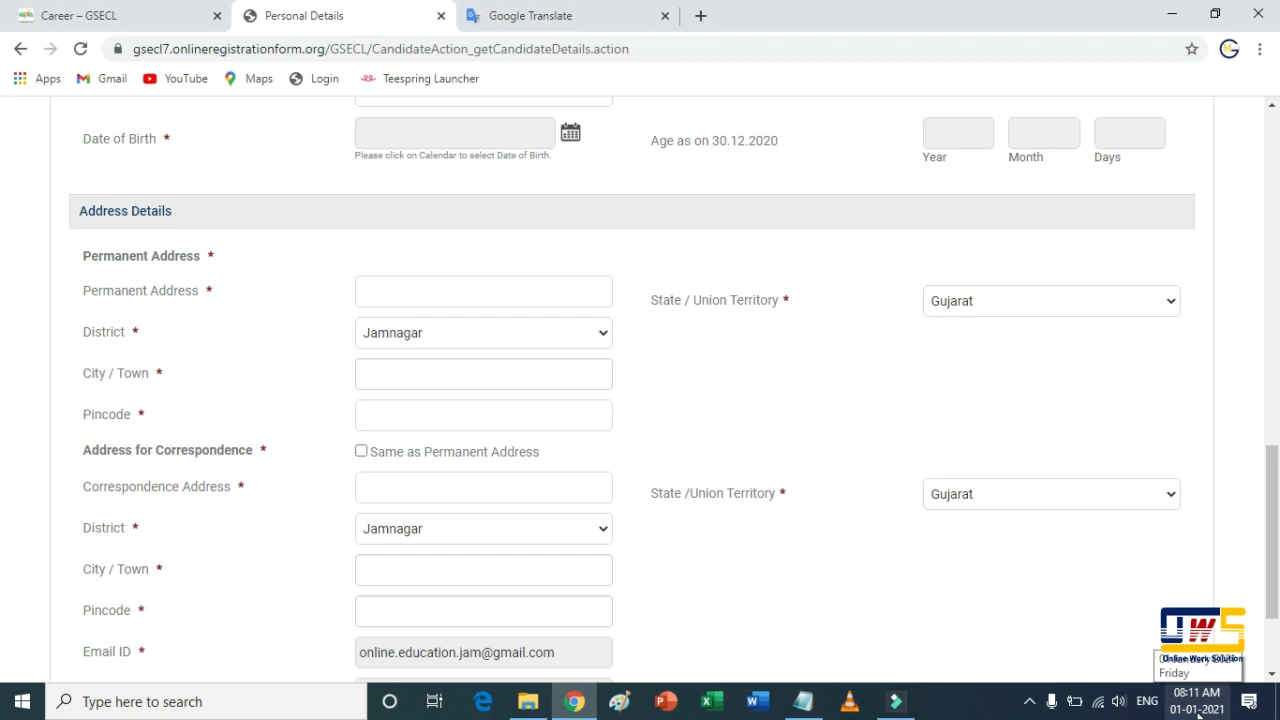 Career – GSECL
Personal Details
Google Translate
gsecl7.onlineregistrationform.org/GSECL/CandidateAction_getCandidateDetails.action
Apps
Gmail
YouTube
Maps
Login
Teespring Launcher
Date of Birth *
Please click on Calendar to select Date of Birth.
Age as on 30.12.2020
Year
Month
Days
Address Details
Permanent Address *
Permanent Address *
State / Union Territory *
Gujarat
District *
Jamnagar
City / Town *
Pincode *
Address for Correspondence *
Same as Permanent Address
Correspondence Address *
State /Union Territory *
Gujarat
District *
Jamnagar
City / Town *
Pincode *
Email ID *
online.education.jam@gmail.com
OWS
Online Work Solution
Friday
Type here to search
ENG
08:11 AM
01-01-2021